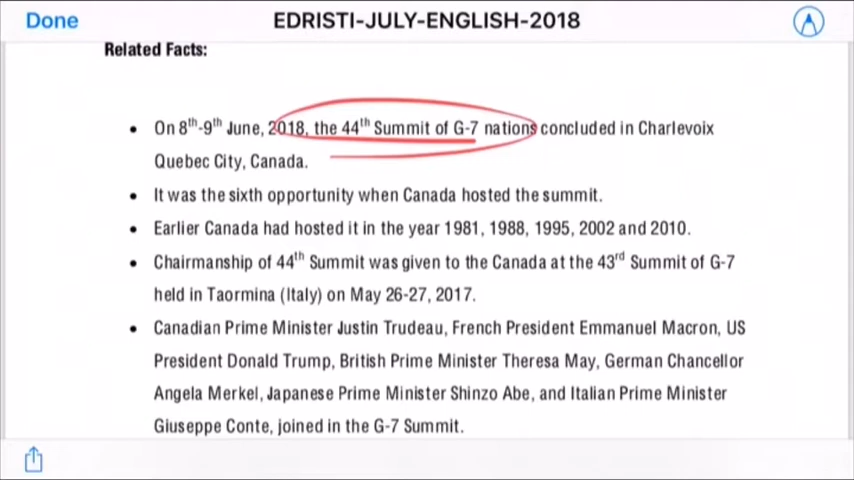 Done
EDRISTI-JULY-ENGLISH-2018
Related Facts:
• On 8th-9th June, 2018, the 44th Summit of G-7 nations concluded in Charlevoix
Quebec City, Canada.
• It was the sixth opportunity when Canada hosted the summit.
• Earlier Canada had hosted it in the year 1981, 1988, 1995, 2002 and 2010.
• Chairmanship of 44th Summit was given to the Canada at the 43rd Summit of G-7
held in Taormina (Italy) on May 26-27, 2017.
• Canadian Prime Minister Justin Trudeau, French President Emmanuel Macron, US
President Donald Trump, British Prime Minister Theresa May, German Chancellor
Angela Merkel, Japanese Prime Minister Shinzo Abe, and Italian Prime Minister
Giuseppe Conte, joined in the G-7 Summit.